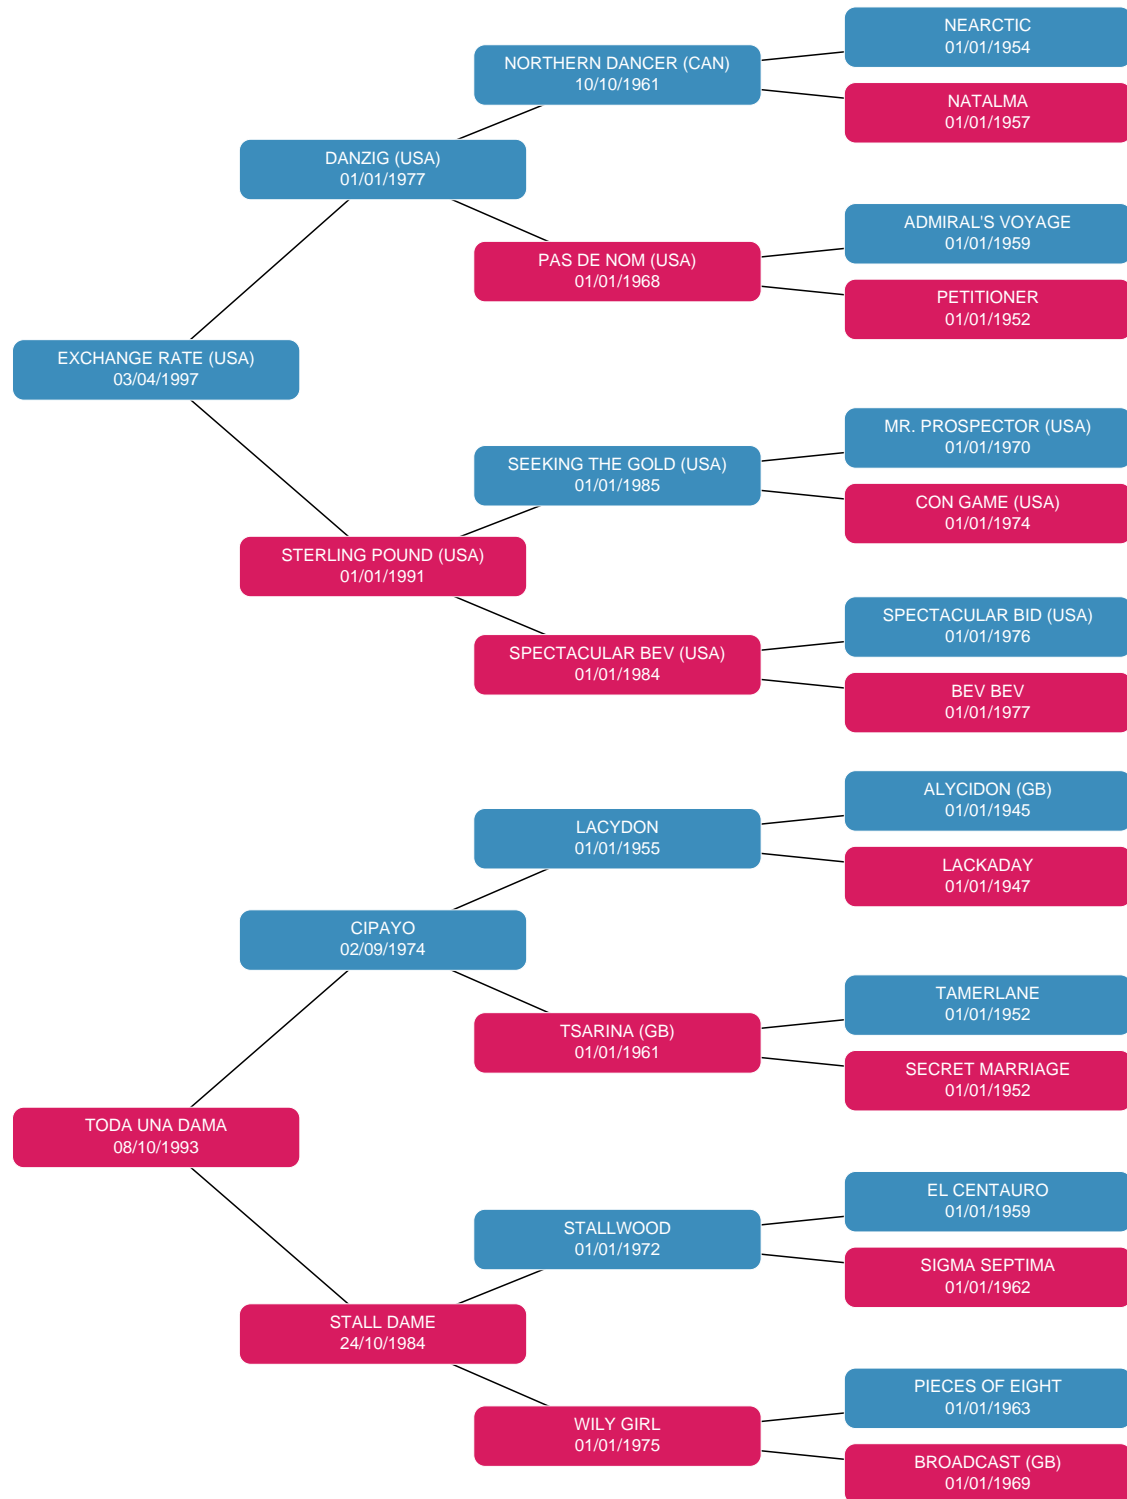 NEARCTIC
01/01/1954
NORTHERN DANCER (CAN)
10/10/1961
NATALMA
01/01/1957
DANZIG (USA)
01/01/1977
ADMIRAL'S VOYAGE
01/01/1959
PAS DE NOM (USA)
01/01/1968
PETITIONER
01/01/1952
EXCHANGE RATE (USA)
03/04/1997
MR. PROSPECTOR (USA)
01/01/1970
SEEKING THE GOLD (USA)
01/01/1985
CON GAME (USA)
01/01/1974
STERLING POUND (USA)
01/01/1991
SPECTACULAR BID (USA)
01/01/1976
SPECTACULAR BEV (USA)
01/01/1984
BEV BEV
01/01/1977
ALYCIDON (GB)
01/01/1945
LACYDON
01/01/1955
LACKADAY
01/01/1947
CIPAYO
02/09/1974
TAMERLANE
01/01/1952
TSARINA (GB)
01/01/1961
SECRET MARRIAGE
01/01/1952
TODA UNA DAMA
08/10/1993
EL CENTAURO
01/01/1959
STALLWOOD
01/01/1972
SIGMA SEPTIMA
01/01/1962
STALL DAME
24/10/1984
PIECES OF EIGHT
01/01/1963
WILY GIRL
01/01/1975
BROADCAST (GB)
01/01/1969